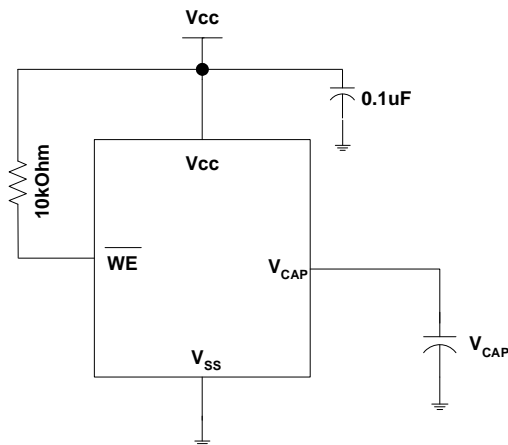 Vcc
0.1uF
10kOhm
Vcc
WE
VCAP
VCAP
VSS